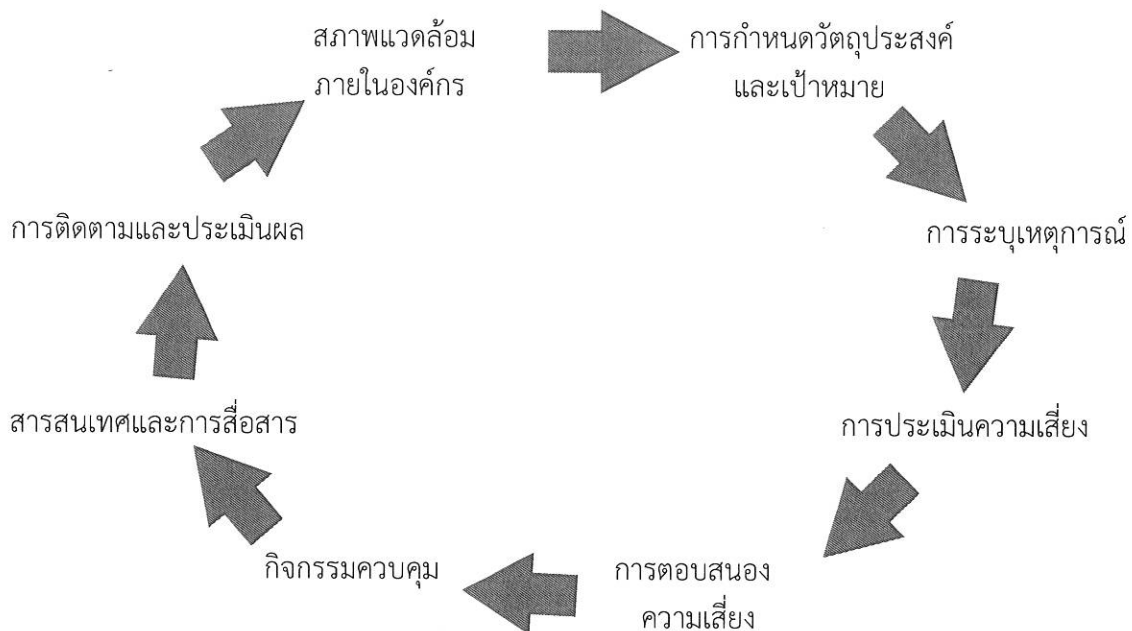 สภาพแวดล้อม
ภายในองค์กร
การกำหนดวัตถุประสงค์
และเป้าหมาย
การระบุเหตุการณ์
การประเมินความเสี่ยง
การตอบสนอง
ความเสี่ยง
กิจกรรมควบคุม
สารสนเทศและการสื่อสาร
การติดตามและประเมินผล